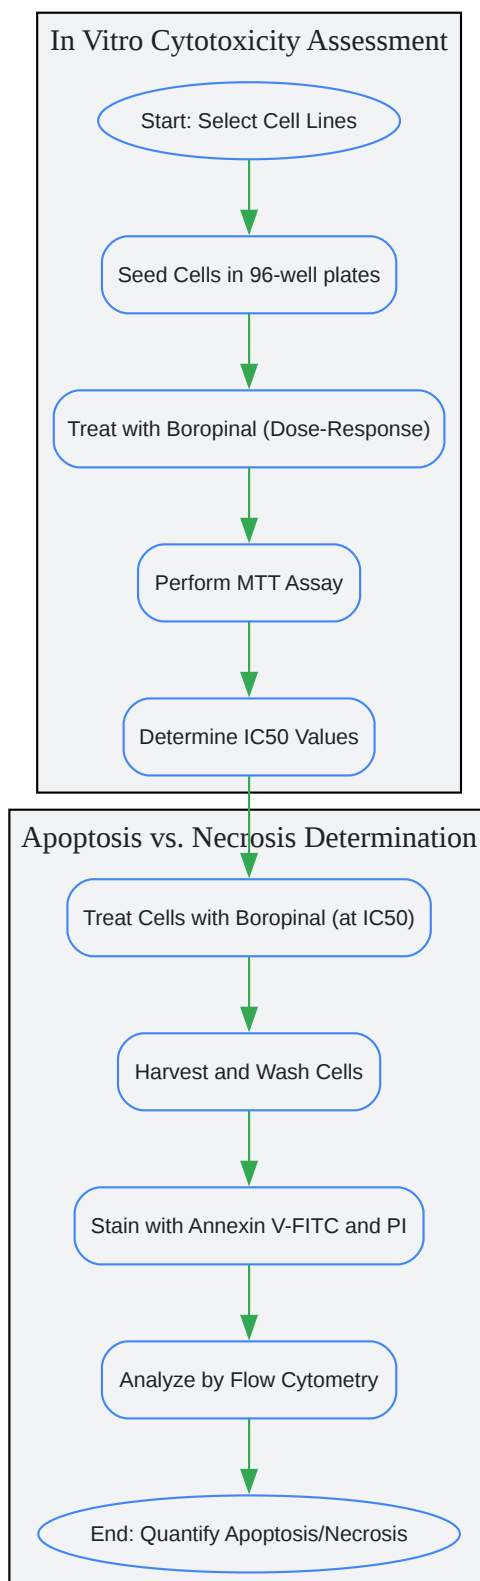 In Vitro Cytotoxicity Assessment
Start: Select Cell Lines
Seed Cells in 96-well plates
Treat with Boropinal (Dose-Response)
Perform MTT Assay
Determine IC50 Values
Apoptosis vs. Necrosis Determination
Treat Cells with Boropinal (at IC50)
Harvest and Wash Cells
Stain with Annexin V-FITC and PI
Analyze by Flow Cytometry
End: Quantify Apoptosis/Necrosis